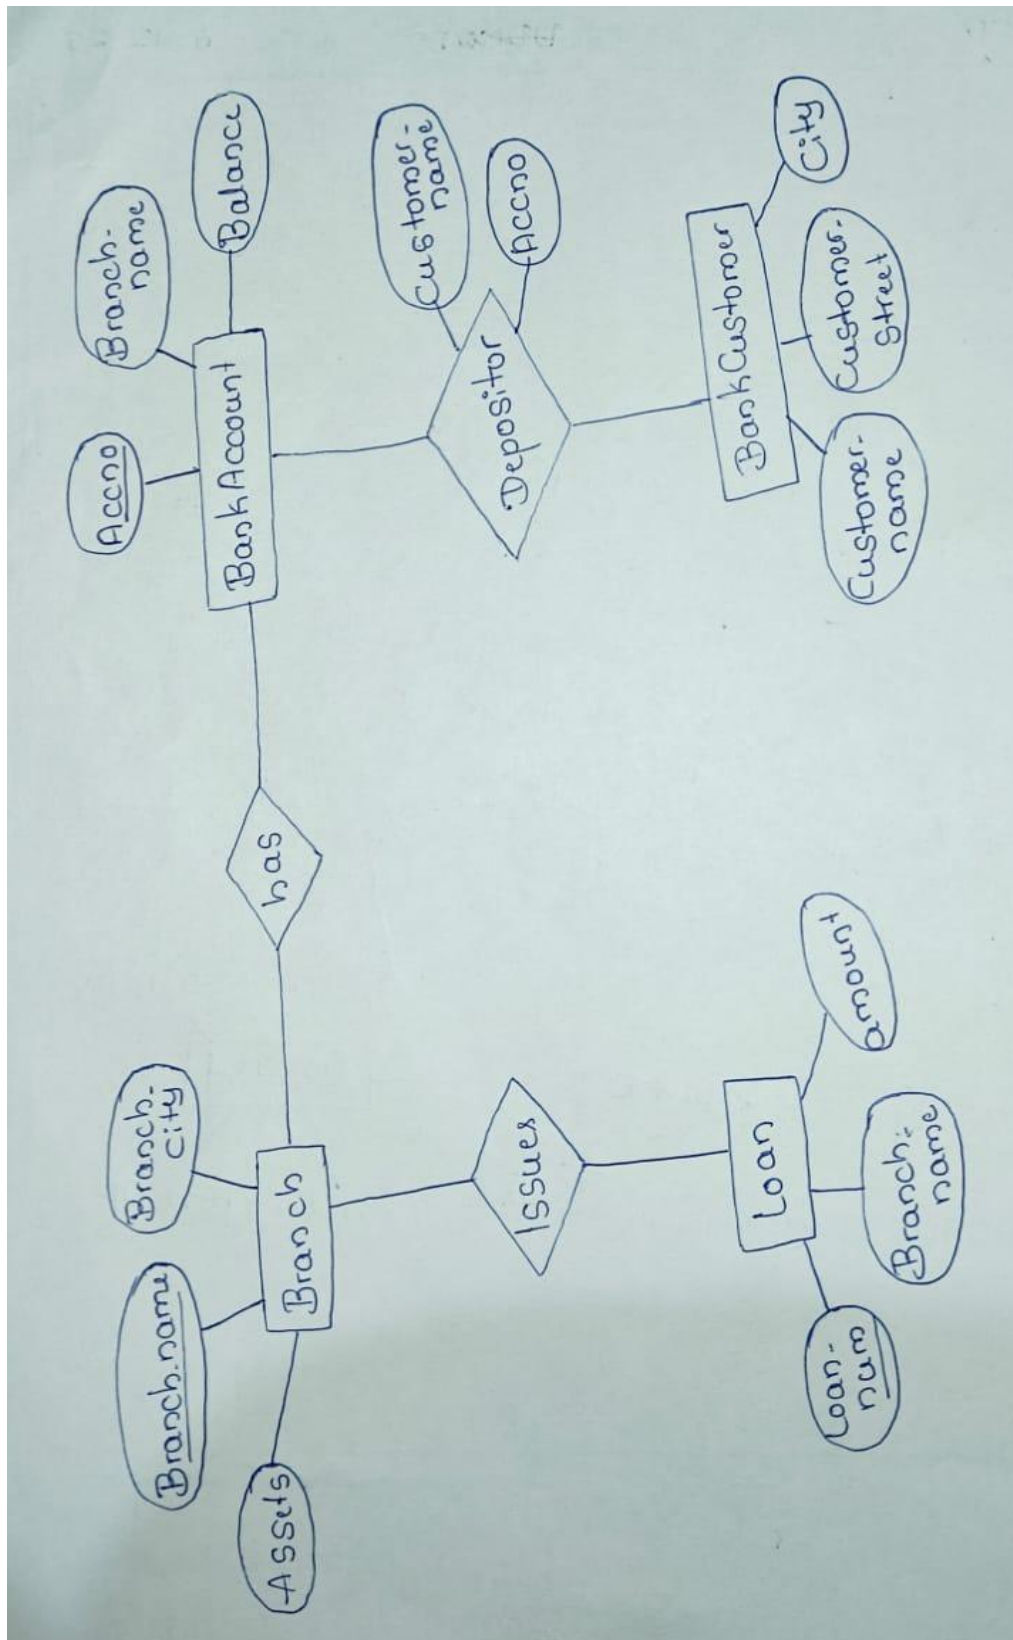 Branch.name
Branch-
city
Accno
Branch-
name
Assets
Branch
has
BankAccount
Balance
Issues
Depositor
Customer-
name
Accno
Loan
BankCustomer
City
Loan-
num
Branch-
name
amount
Customer-
name
Customer-
street